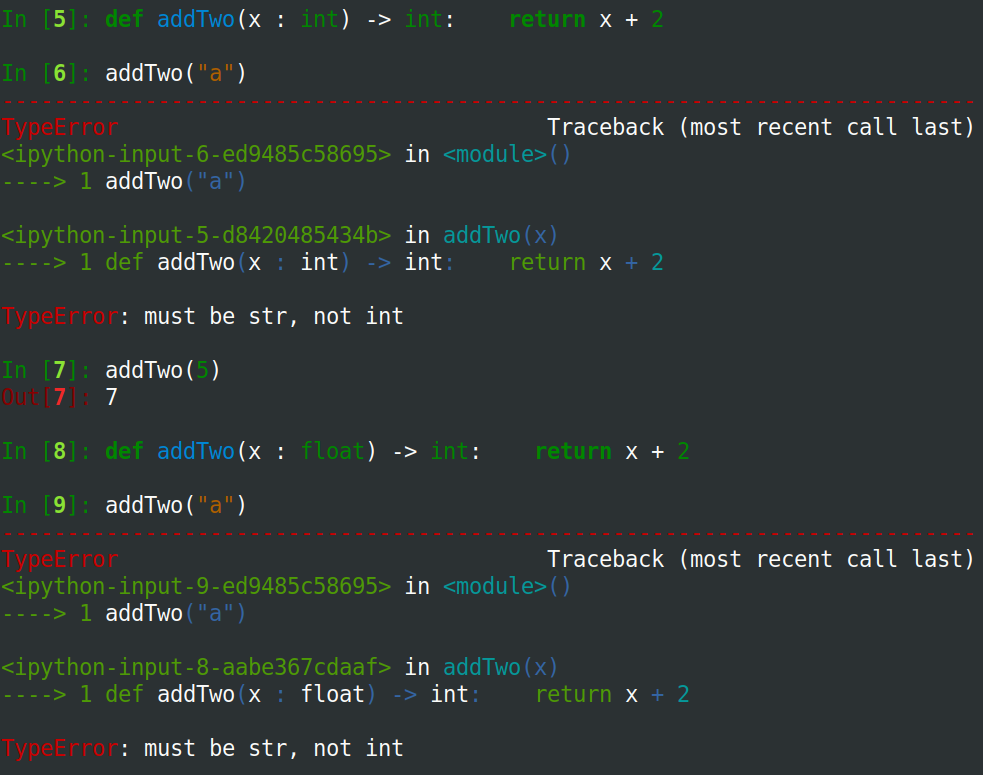 In [5]: def addTwo(x : int) -> int:    return x + 2
In [6]: addTwo("a")
---------------------------------------------------------------------------
TypeError                                 Traceback (most recent call last)
<ipython-input-6-ed9485c58695> in <module>()
----> 1 addTwo("a")
<ipython-input-5-d8420485434b> in addTwo(x)
----> 1 def addTwo(x : int) -> int:    return x + 2
TypeError: must be str, not int
In [7]: addTwo(5)
Out[7]: 7
In [8]: def addTwo(x : float) -> int:    return x + 2
In [9]: addTwo("a")
---------------------------------------------------------------------------
TypeError                                 Traceback (most recent call last)
<ipython-input-9-ed9485c58695> in <module>()
----> 1 addTwo("a")
<ipython-input-8-aabe367cdaaf> in addTwo(x)
----> 1 def addTwo(x : float) -> int:    return x + 2
TypeError: must be str, not int